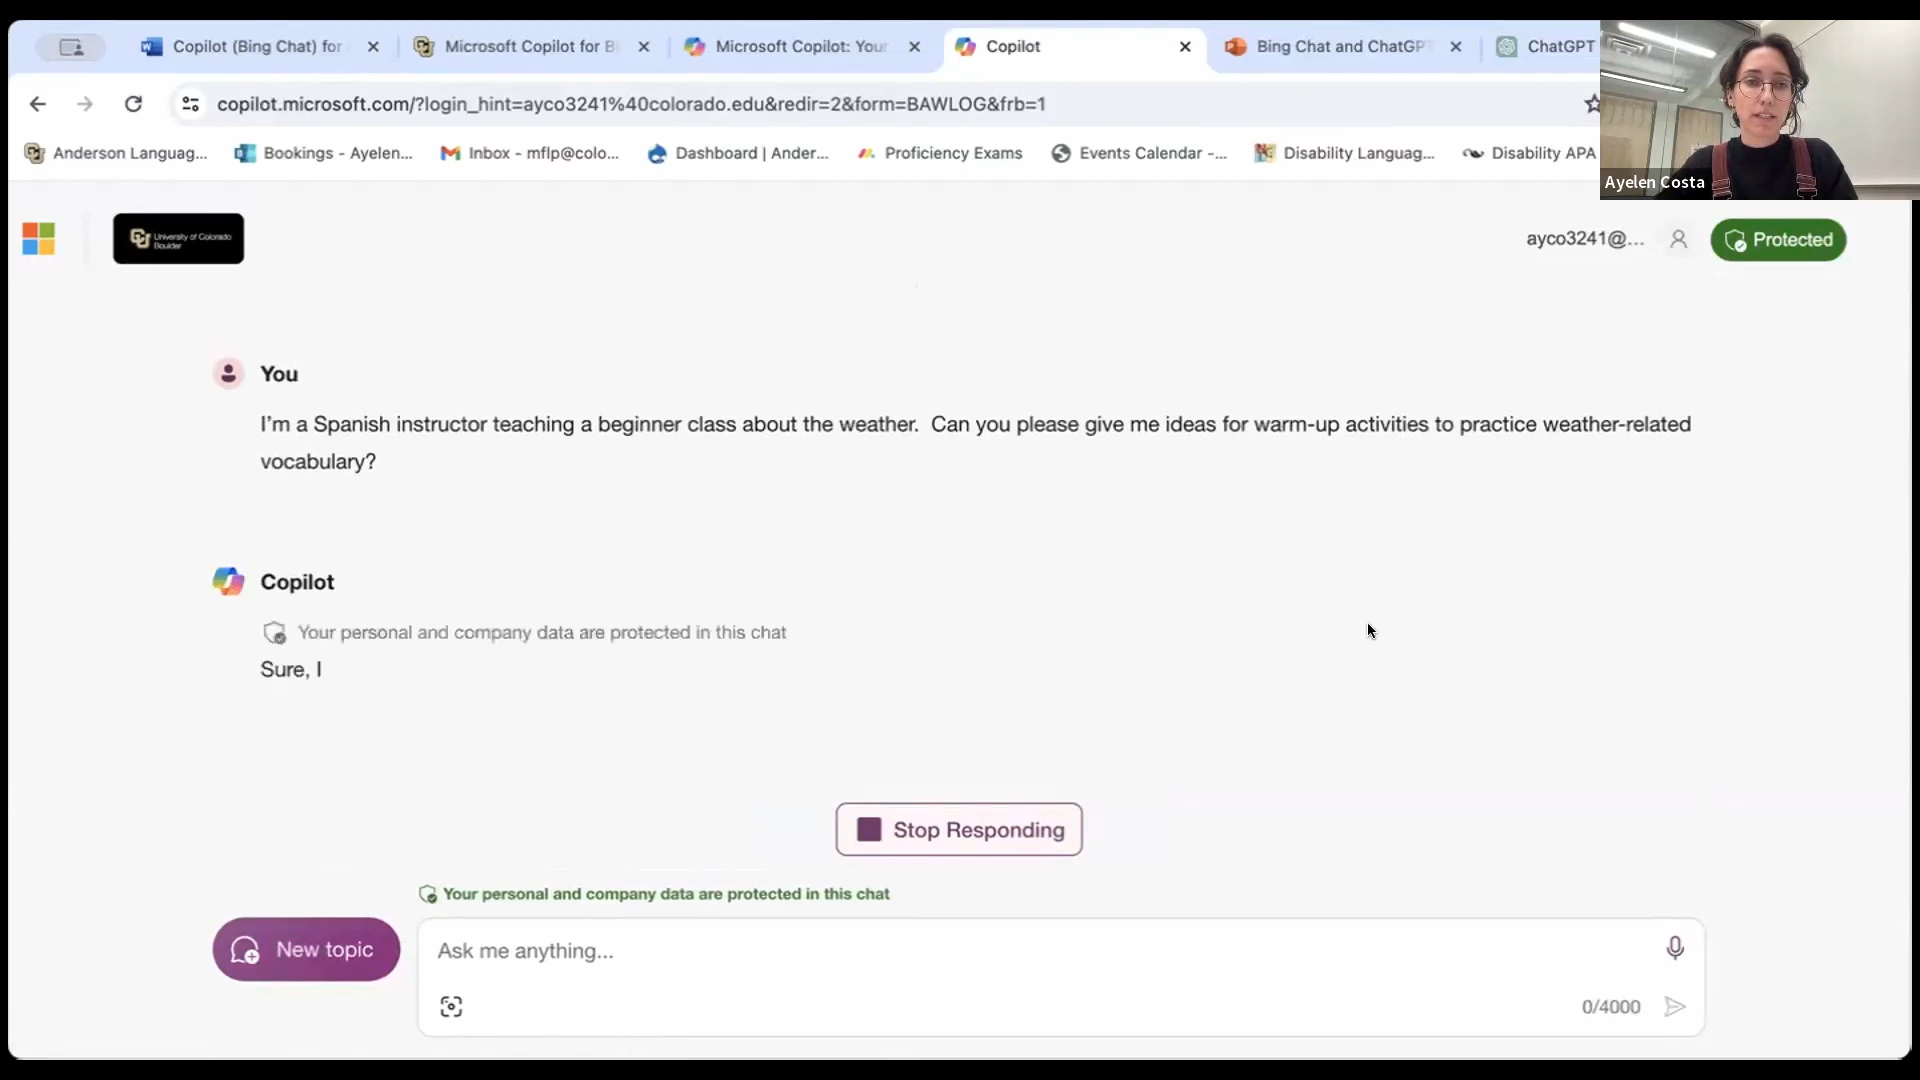 Copilot (Bing Chat) for
Microsoft Copilot for B
Microsoft Copilot: Your
Copilot
Bing Chat and ChatGP
ChatGPT
copilot.microsoft.com/?login_hint=ayco3241%40colorado.edu&redir=2&form=BAWLOG&frb=1
Anderson Languag...
Bookings - Ayelen...
Inbox - mflp@colo...
Dashboard | Ander...
Proficiency Exams
Events Calendar -...
Disability Languag...
Disability APA
Ayelen Costa
University of Colorado
Boulder
ayco3241@...
Protected
You
I'm a Spanish instructor teaching a beginner class about the weather.  Can you please give me ideas for warm-up activities to practice weather-related
vocabulary?
Copilot
Your personal and company data are protected in this chat
Sure, I
Stop Responding
Your personal and company data are protected in this chat
New topic
Ask me anything...
0/4000